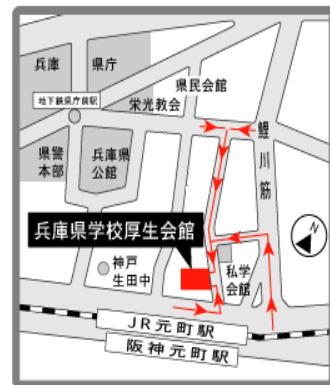 兵庫 県庁
県民会館
地下鉄県庁前駅
栄光教会
鯉川筋
県警
本部
兵庫県
公館
N
兵庫県学校厚生会館
神戸
生田中
私学
会館
JR元町駅
阪神元町駅